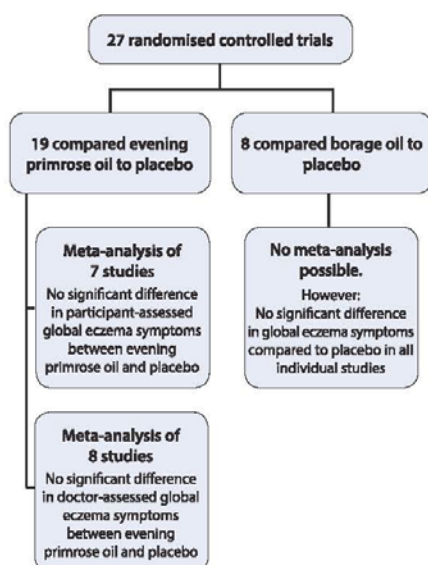 27 randomised controlled trials
19 compared evening
primrose oil to placebo
8 compared borage oil to
placebo
Meta-analysis of
7 studies
No significant difference
in participant-assessed
global eczema symptoms
between evening
primrose oil and placebo
No meta-analysis
possible.
However:
No significant difference
in global eczema symptoms
compared to placebo in all
individual studies
Meta-analysis of
8 studies
No significant difference
in doctor-assessed global
eczema symptoms
between evening
primrose oil and placebo